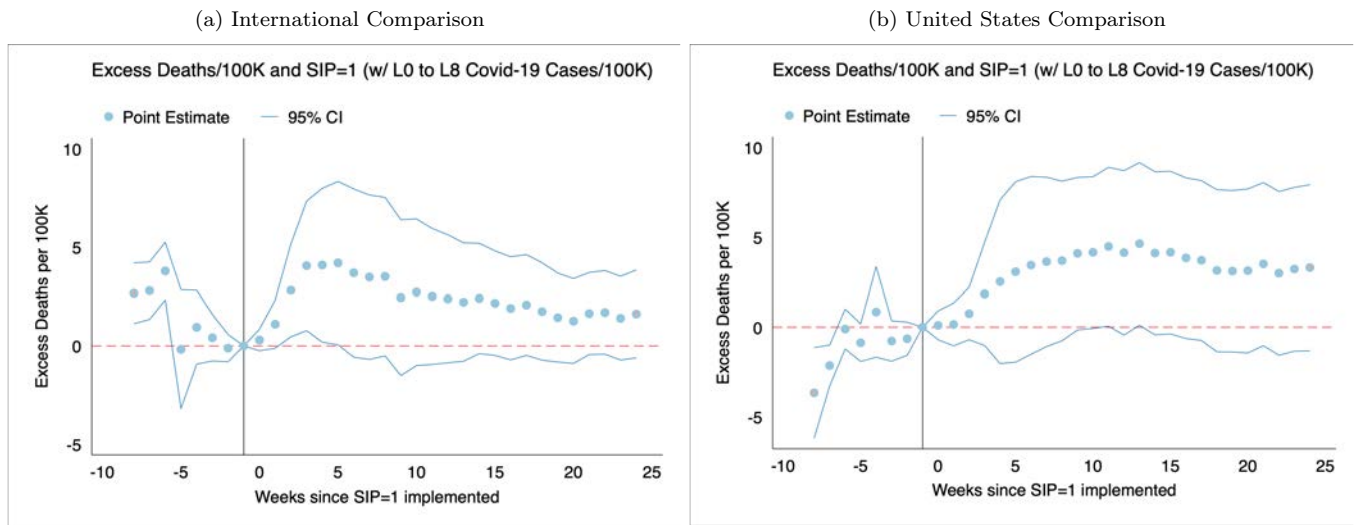 (a) International Comparison
Excess Deaths/100K and SIP=1 (w/ L0 to L8 Covid-19 Cases/100K)
Point Estimate 95% CI
Excess Deaths per 100K
10
5
0
-5
-10 -5 0 5 10 15 20 25
Weeks since SIP=1 implemented
(b) United States Comparison
Excess Deaths/100K and SIP=1 (w/ L0 to L8 Covid-19 Cases/100K)
Point Estimate 95% CI
Excess Deaths per 100K
10
5
0
-5
-10 -5 0 5 10 15 20 25
Weeks since SIP=1 implemented